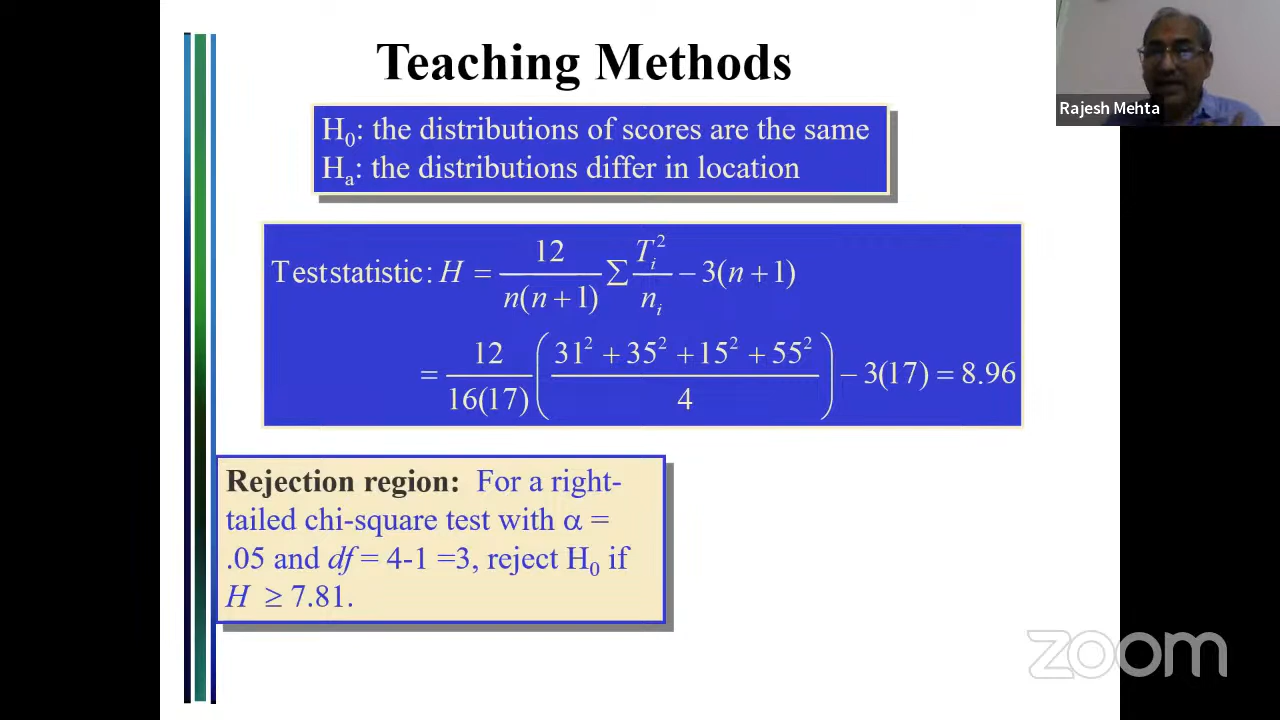 Teaching Methods
Rajesh Mehta
H₀: the distributions of scores are the same
Hₐ: the distributions differ in location
Test statistic: H = 12 / n(n + 1) Σ Tᵢ² / nᵢ − 3(n + 1)
= 12 / 16(17) ( 31² + 35² + 15² + 55² / 4 ) − 3(17) = 8.96
Rejection region: For a right-
tailed chi-square test with α =
.05 and df = 4-1 =3, reject H₀ if
H ≥ 7.81.
zoom